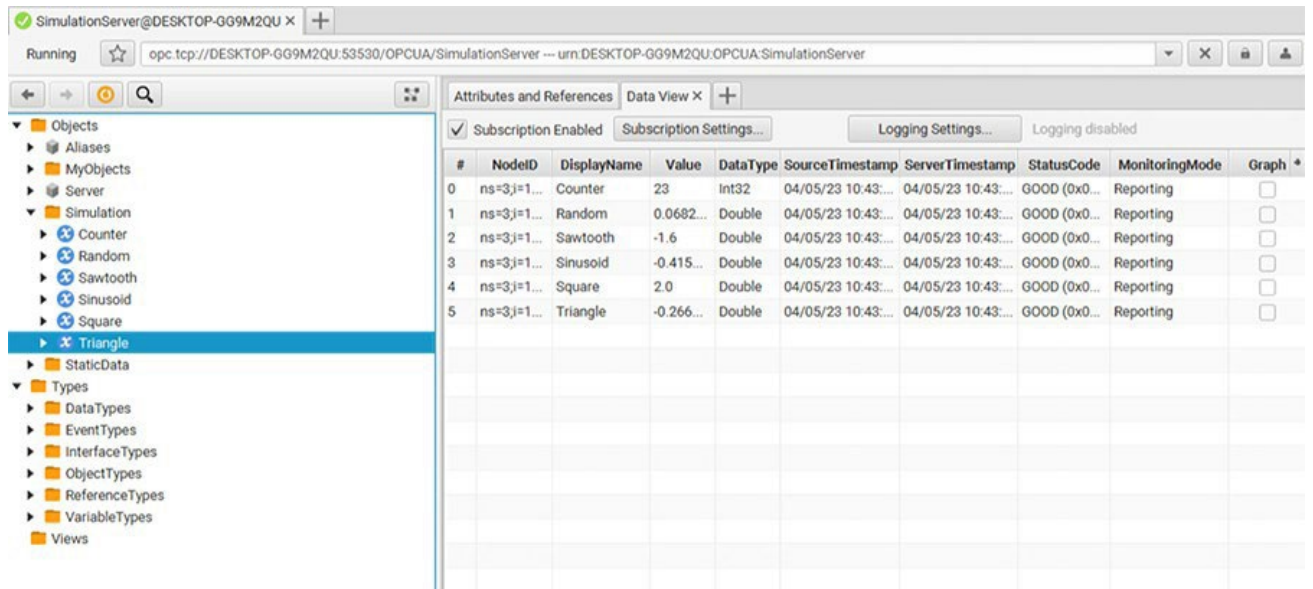 SimulationServer@DESKTOP-GG9M2QU
Running opc.tcp://DESKTOP-GG9M2QU:53530/OPCUA/SimulationServer --- urn:DESKTOP-GG9M2QU:OPCUA:SimulationServer
Objects
Aliases
MyObjects
Server
Simulation
Counter
Random
Sawtooth
Sinusoid
Square
Triangle
StaticData
Types
DataTypes
EventTypes
InterfaceTypes
ObjectTypes
ReferenceTypes
VariableTypes
Views
Attributes and References Data View
Subscription Enabled Subscription Settings... Logging Settings... Logging disabled
# NodeID DisplayName Value DataType SourceTimestamp ServerTimestamp StatusCode MonitoringMode Graph
0 ns=3;i=1... Counter 23 Int32 04/05/23 10:43:... 04/05/23 10:43:... GOOD (0x0... Reporting
1 ns=3;i=1... Random 0.0682... Double 04/05/23 10:43:... 04/05/23 10:43:... GOOD (0x0... Reporting
2 ns=3;i=1... Sawtooth -1.6 Double 04/05/23 10:43:... 04/05/23 10:43:... GOOD (0x0... Reporting
3 ns=3;i=1... Sinusoid -0.415... Double 04/05/23 10:43:... 04/05/23 10:43:... GOOD (0x0... Reporting
4 ns=3;i=1... Square 2.0 Double 04/05/23 10:43:... 04/05/23 10:43:... GOOD (0x0... Reporting
5 ns=3;i=1... Triangle -0.266... Double 04/05/23 10:43:... 04/05/23 10:43:... GOOD (0x0... Reporting